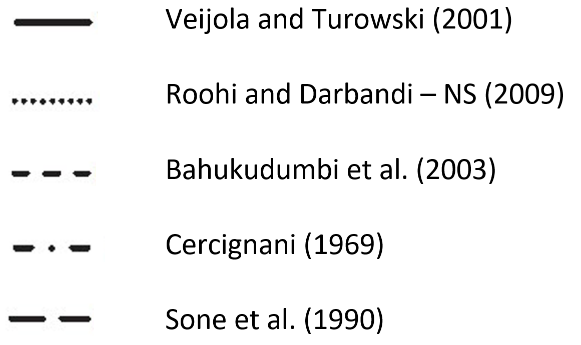 Veijola and Turowski (2001)
Roohi and Darbandi – NS (2009)
Bahukudumbi et al. (2003)
Cercignani (1969)
Sone et al. (1990)